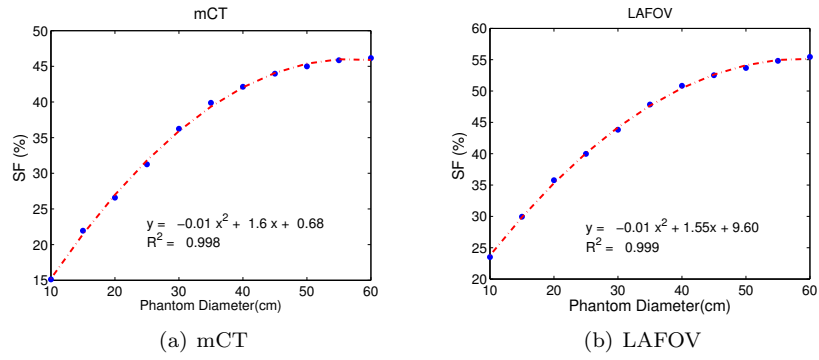 mCT
50
45
40
35
30
25
20
15
SF (%)
y = −0.01 x² + 1.6 x + 0.68
R² = 0.998
10 20 30 40 50 60
Phantom Diameter(cm)
(a) mCT
LAFOV
60
55
50
45
40
35
30
25
20
SF (%)
y = −0.01 x² + 1.55x + 9.60
R² = 0.999
10 20 30 40 50 60
Phantom Diameter(cm)
(b) LAFOV